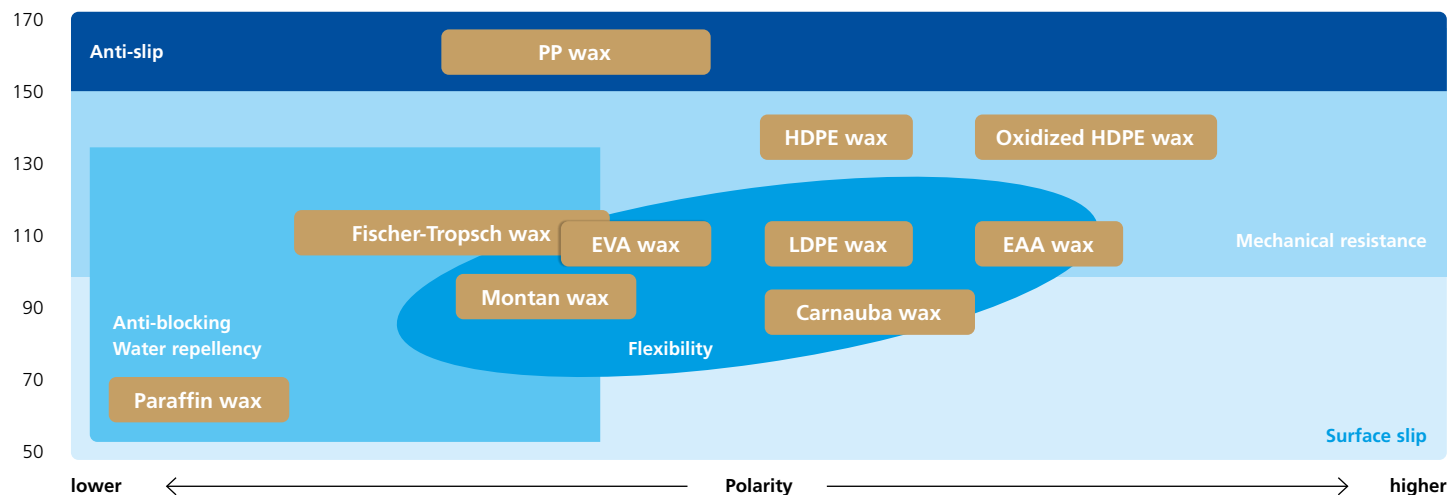 170
Anti-slip
PP wax
150
HDPE wax
Oxidized HDPE wax
130
Fischer-Tropsch wax
EVA wax
LDPE wax
EAA wax
110
Mechanical resistance
Montan wax
Carnauba wax
90
Anti-blocking
Water repellency
Flexibility
70
Paraffin wax
Surface slip
50
lower
Polarity
higher